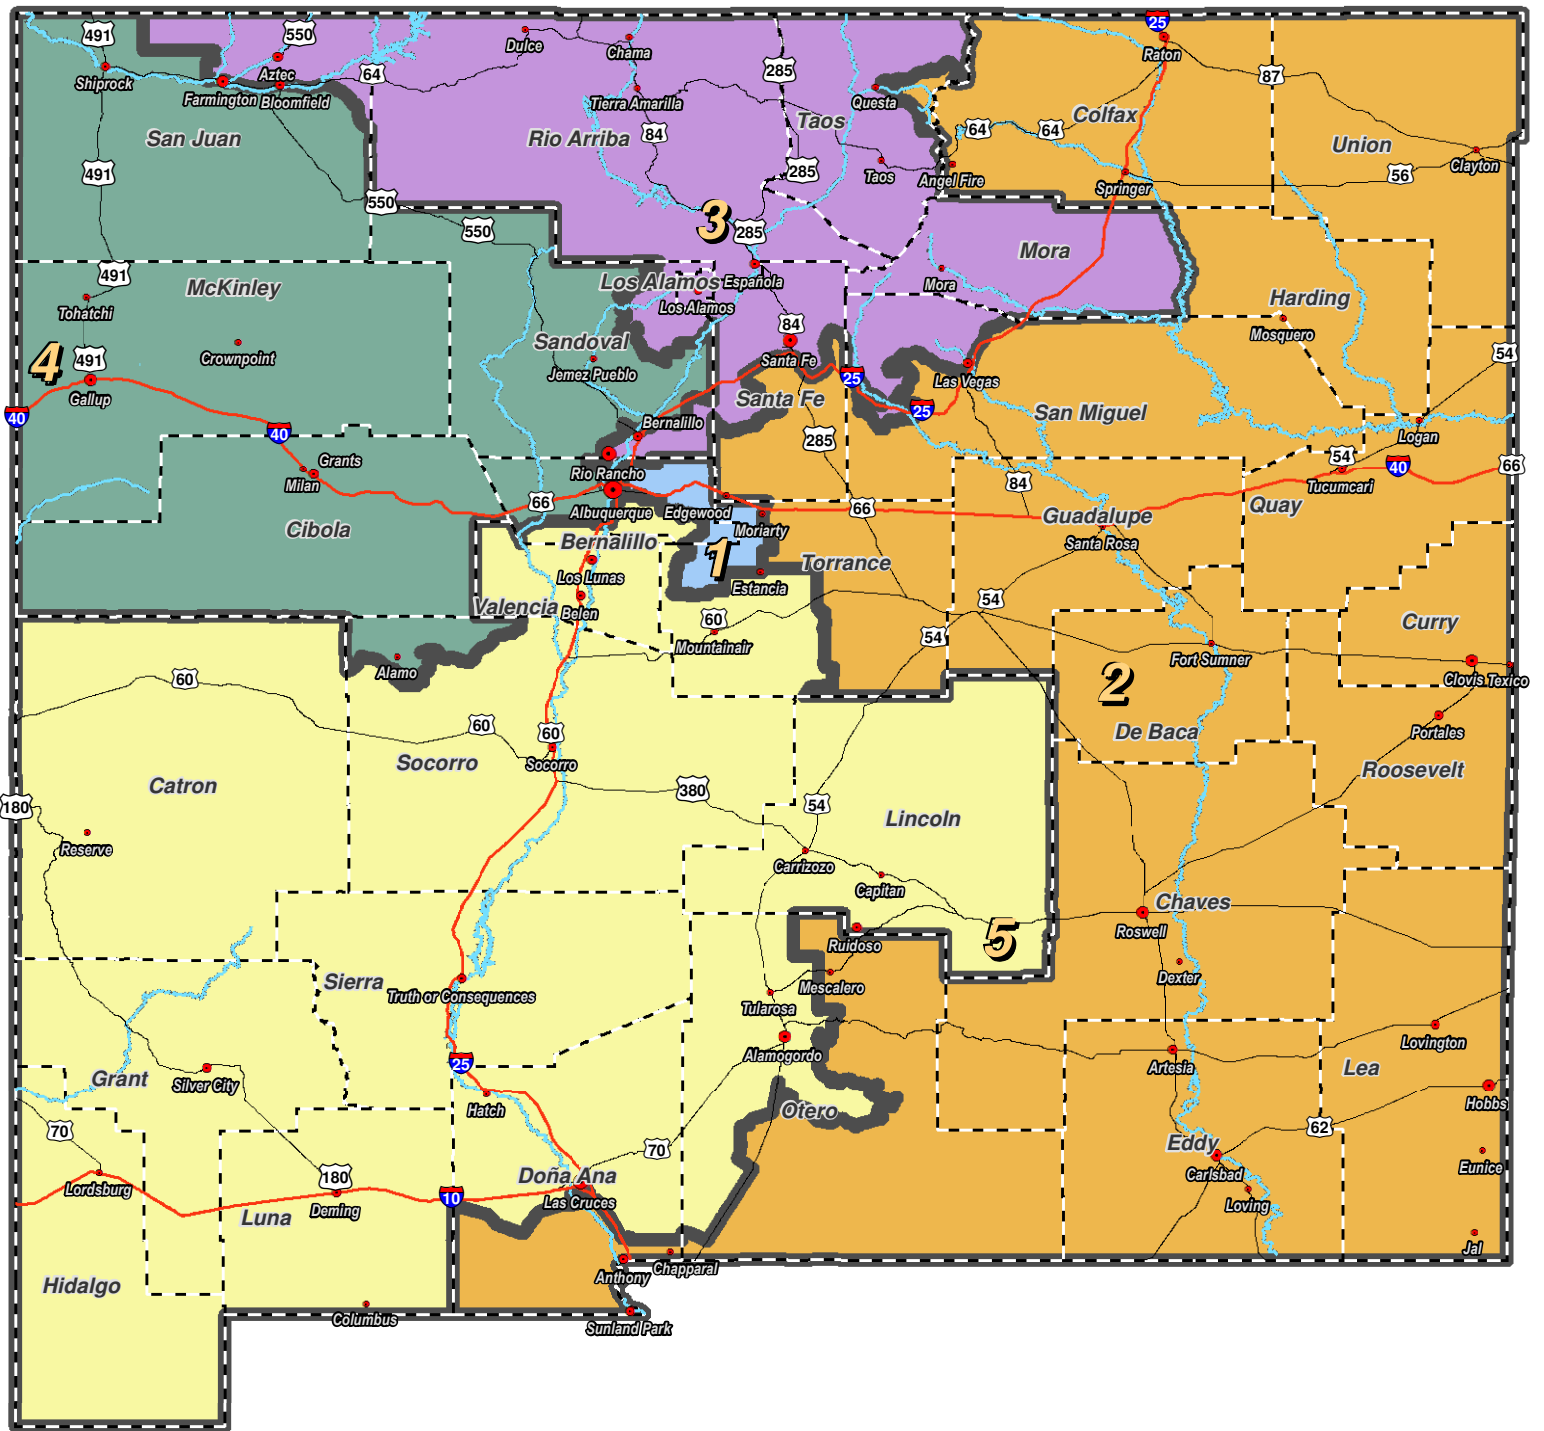 25
491
550
Dulce
Chama
Raton
Aztec
64
285
87
Shiprock
Farmington
Bloomfield
Tierra Amarilla
Questa
Colfax
San Juan
Rio Arriba
84
Taos
64
64
Union
Clayton
491
285
Taos
Angel Fire
56
Springer
550
550
3
285
Mora
491
McKinley
Los Alamos
Española
Mora
Los Alamos
Harding
Tohatchi
84
Mosquero
Crownpoint
Sandoval
4
491
Santa Fe
54
Jemez Pueblo
25
Las Vegas
Gallup
Santa Fe
40
25
San Miguel
40
Bernalillo
285
Logan
Grants
54
40
66
Rio Rancho
Milan
84
Tucumcari
66
66
Quay
Albuquerque
Edgewood
Guadalupe
Cibola
Moriarty
Santa Rosa
Bernalillo
1
Torrance
Los Lunas
Estancia
54
Valencia
Belen
60
54
Curry
Mountainair
Fort Sumner
Alamo
60
2
Clovis
Texico
60
60
De Baca
Portales
Socorro
Socorro
Roosevelt
Catron
380
180
54
Lincoln
Reserve
Carrizozo
Capitan
Chaves
5
Roswell
Ruidoso
Sierra
Dexter
Truth or Consequences
Mescalero
Tularosa
Lovington
25
Alamogordo
Artesia
Lea
Grant
Silver City
Hatch
Otero
Hobbs
70
62
Eddy
70
Eunice
180
Doña Ana
Carlsbad
Lordsburg
10
Las Cruces
Loving
Deming
Luna
Jal
Chapparal
Anthony
Hidalgo
Columbus
Sunland Park